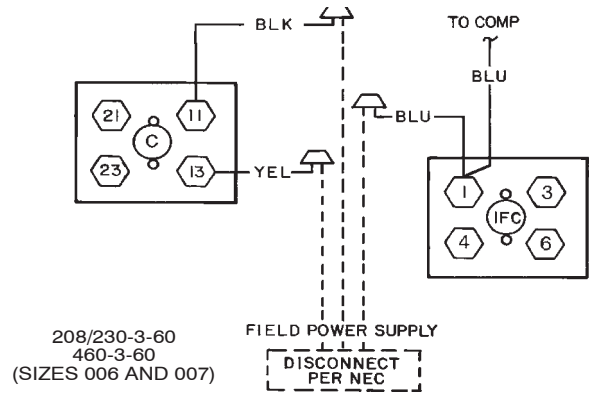 BLK
TO COMP
BLU
21
11
C
BLU
23
13
YEL
1
3
IFC
4
6
FIELD POWER SUPPLY
208/230-3-60
460-3-60
(SIZES 006 AND 007)
DISCONNECT
PER NEC